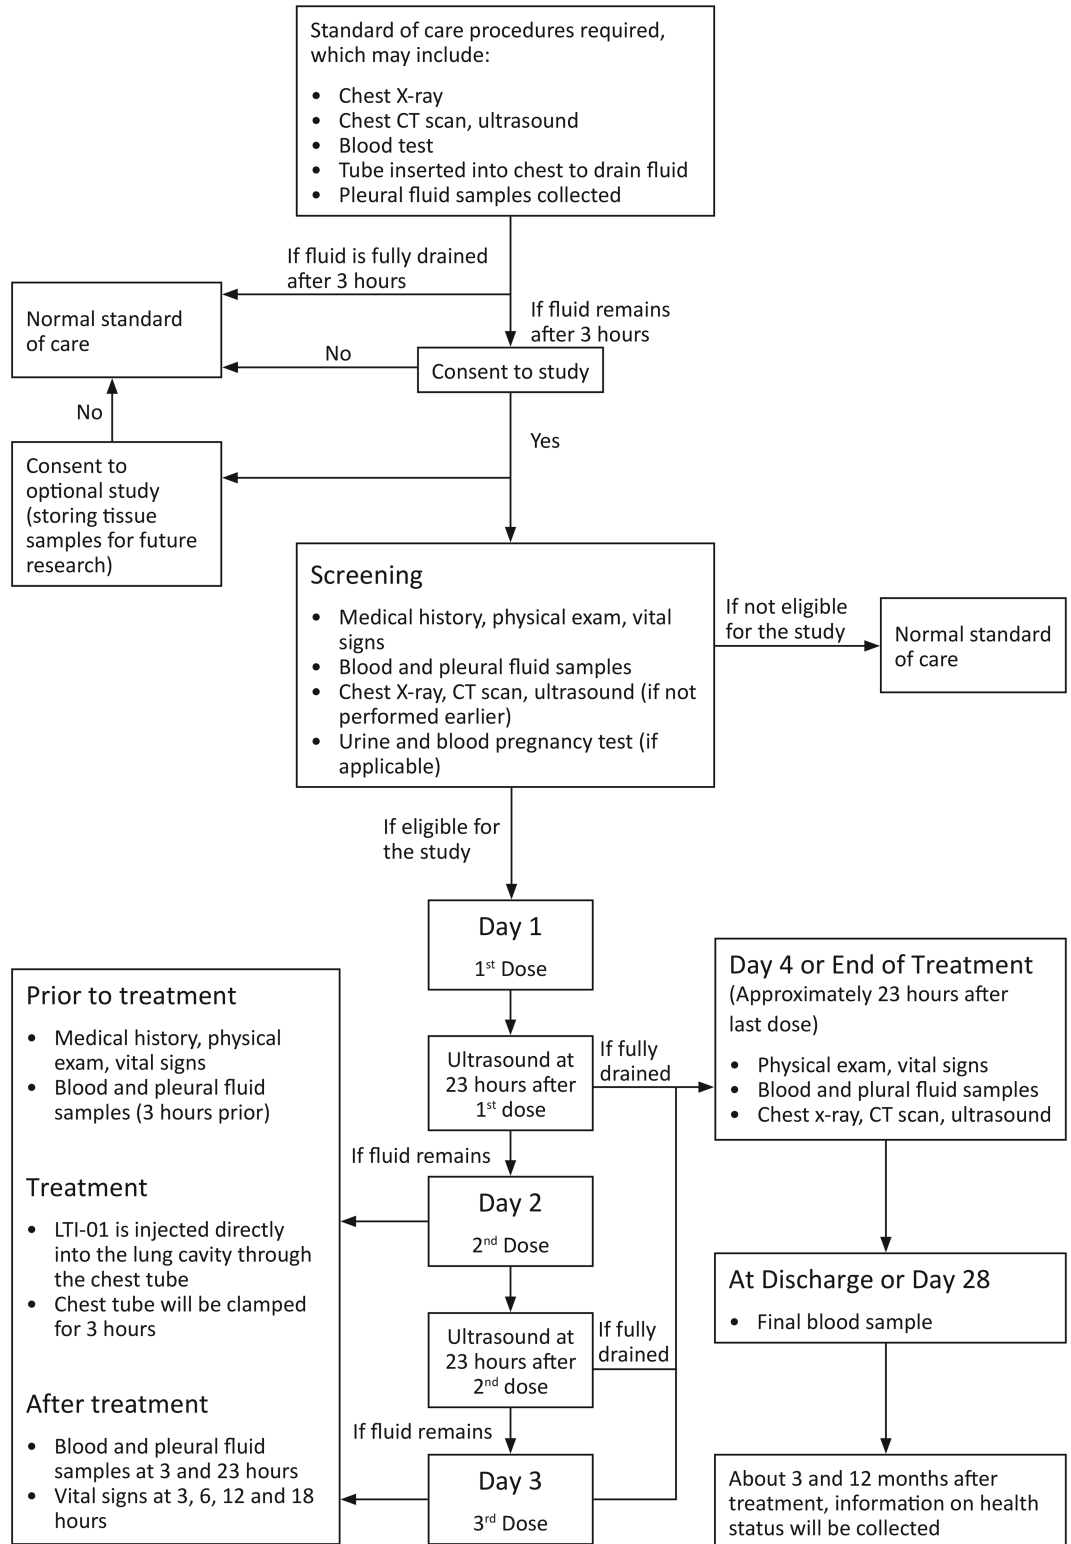 Standard of care procedures required,
which may include:
• Chest X-ray
• Chest CT scan, ultrasound
• Blood test
• Tube inserted into chest to drain fluid
• Pleural fluid samples collected
If fluid is fully drained
after 3 hours
If fluid remains
after 3 hours
Normal standard
of care
No
Consent to study
No
Yes
Consent to
optional study
(storing tissue
samples for future
research)
Screening
• Medical history, physical exam, vital
signs
• Blood and pleural fluid samples
• Chest X-ray, CT scan, ultrasound (if not
performed earlier)
• Urine and blood pregnancy test (if
applicable)
If not eligible
for the study
Normal standard
of care
If eligible for
the study
Day 1
1st Dose
Ultrasound at
23 hours after
1st dose
If fully
drained
If fluid remains
Day 2
2nd Dose
Ultrasound at
23 hours after
2nd dose
If fully
drained
If fluid remains
Day 3
3rd Dose
Prior to treatment
• Medical history, physical
exam, vital signs
• Blood and pleural fluid
samples (3 hours prior)
Treatment
• LTI-01 is injected directly
into the lung cavity through
the chest tube
• Chest tube will be clamped
for 3 hours
After treatment
• Blood and pleural fluid
samples at 3 and 23 hours
• Vital signs at 3, 6, 12 and 18
hours
Day 4 or End of Treatment
(Approximately 23 hours after
last dose)
• Physical exam, vital signs
• Blood and plural fluid samples
• Chest x-ray, CT scan, ultrasound
At Discharge or Day 28
• Final blood sample
About 3 and 12 months after
treatment, information on health
status will be collected